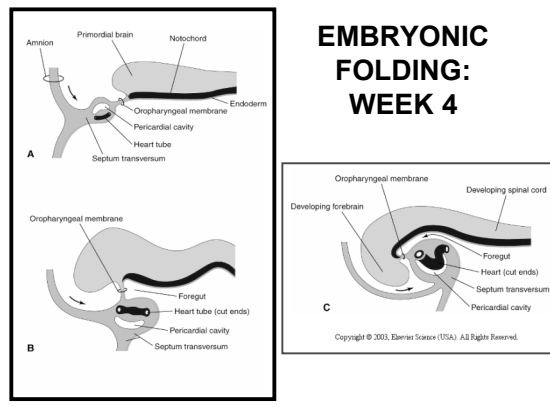 EMBRYONIC
FOLDING:
WEEK 4
Primordial brain
Notochord
Amnion
Endoderm
Oropharyngeal membrane
Pericardial cavity
Heart tube
Septum transversum
A
Oropharyngeal membrane
Foregut
Heart tube (cut ends)
Pericardial cavity
Septum transversum
B
Oropharyngeal membrane
Developing spinal cord
Developing forebrain
Foregut
Heart (cut ends)
Septum transversum
Pericardial cavity
C
Copyright © 2003, Elsevier Science (USA). All Rights Reserved.